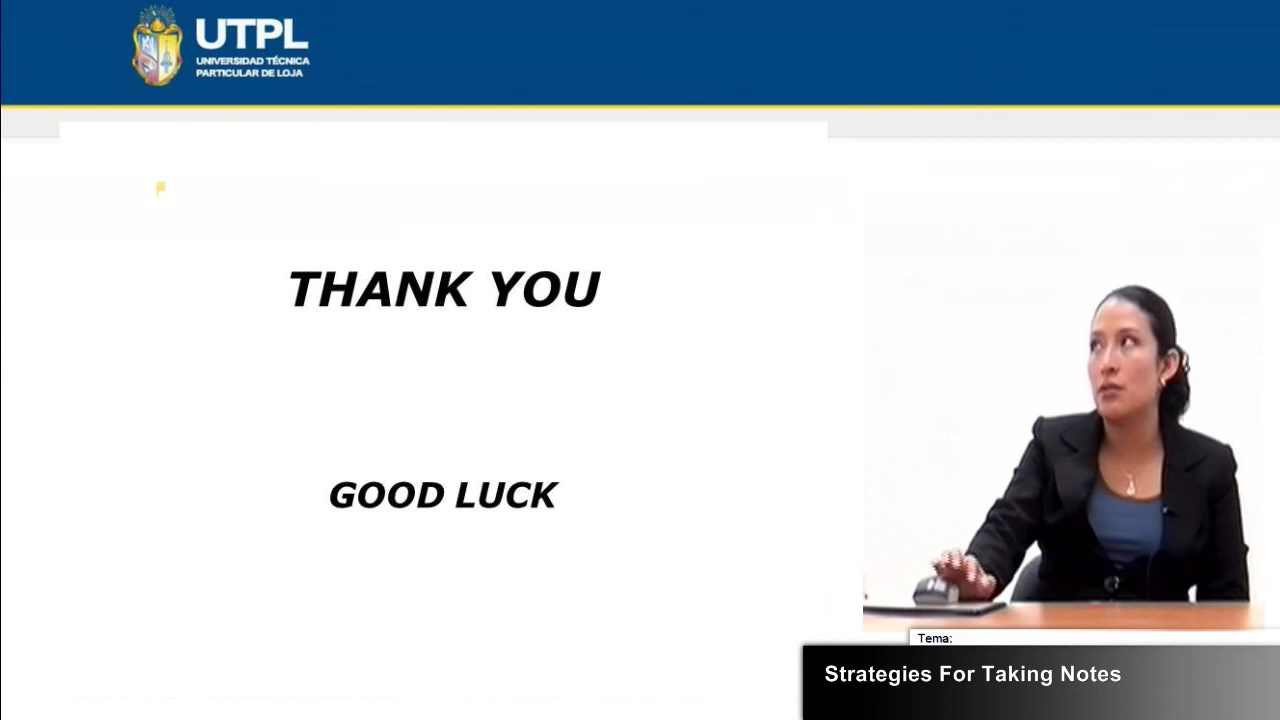 UTPL
UNIVERSIDAD TÉCNICA
PARTICULAR DE LOJA
THANK YOU
GOOD LUCK
Tema:
Strategies For Taking Notes